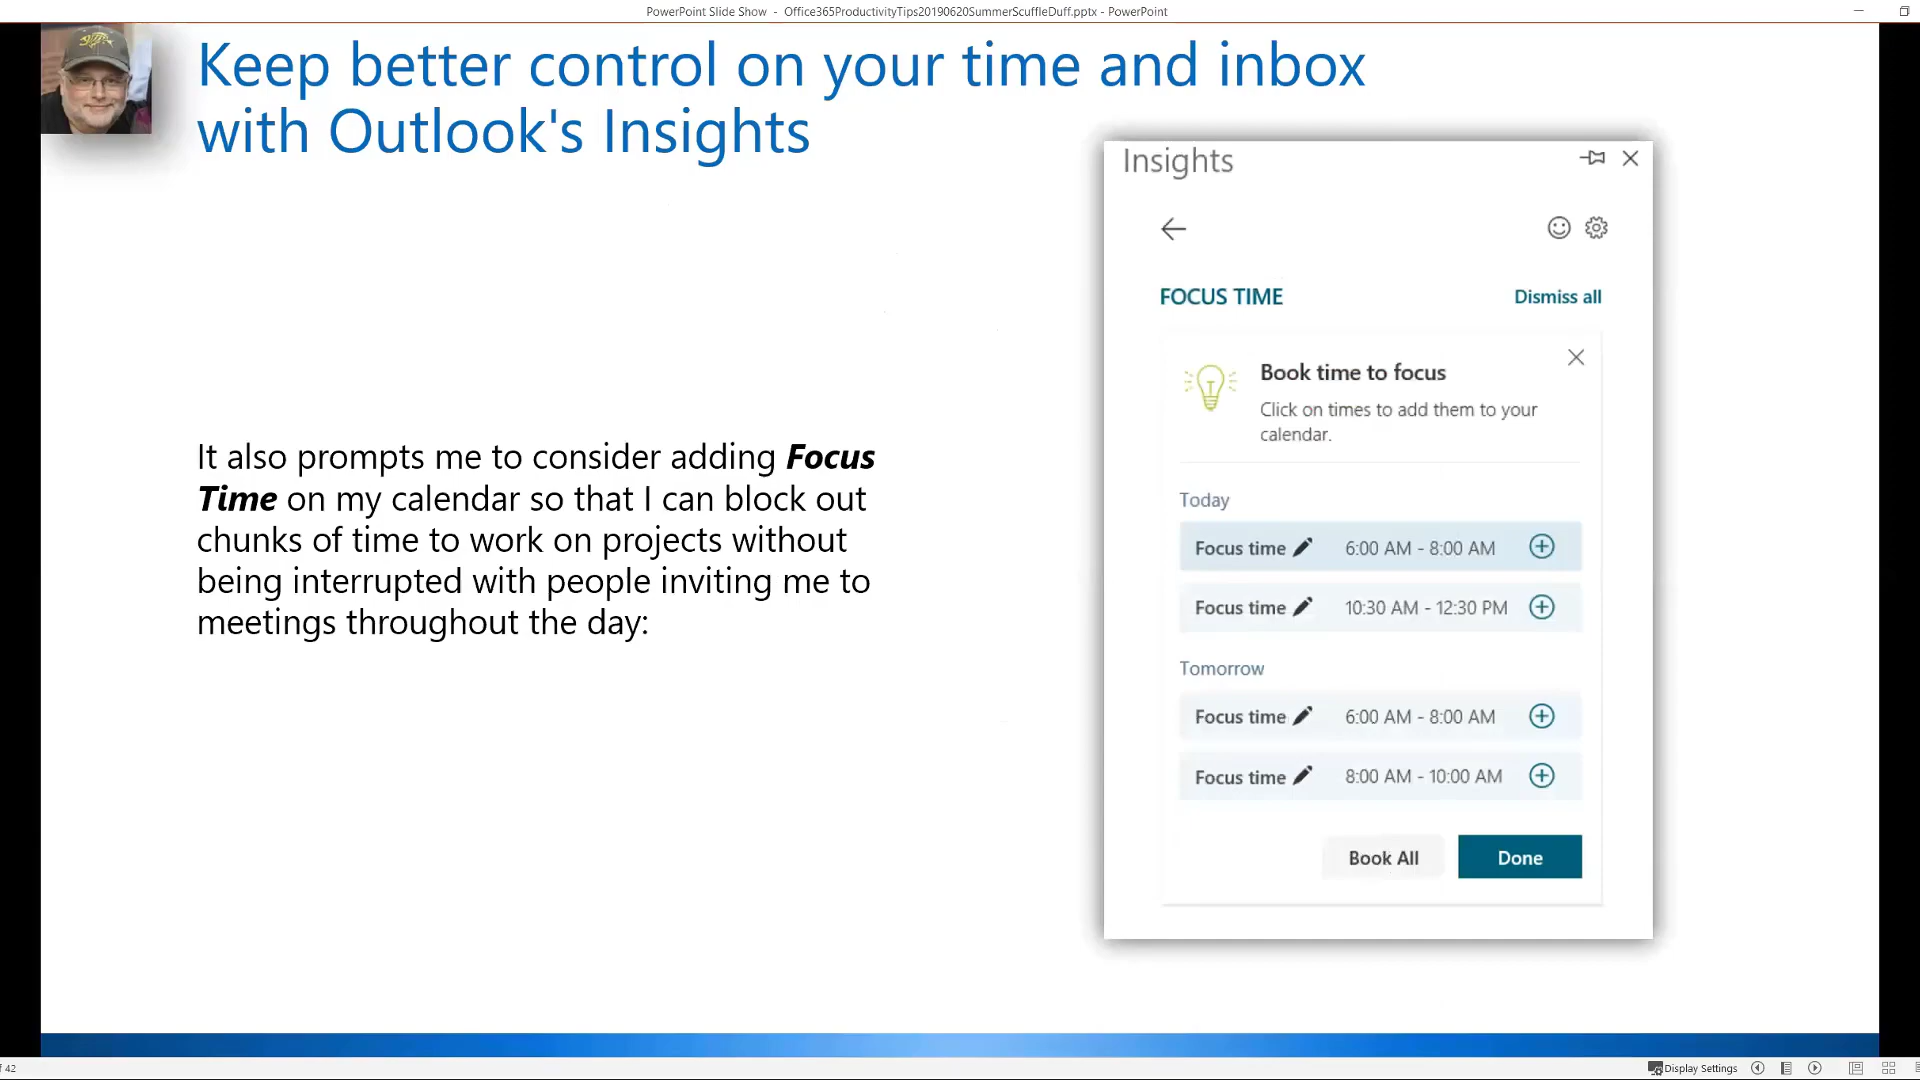 PowerPoint Slide Show - Office365ProductivityTips20190620SummerScuffleDuff.pptx - PowerPoint
Keep better control on your time and inbox
with Outlook's Insights
Insights
FOCUS TIME Dismiss all
Book time to focus
Click on times to add them to your
calendar.
It also prompts me to consider adding Focus
Time on my calendar so that I can block out
chunks of time to work on projects without
being interrupted with people inviting me to
meetings throughout the day:
Today
Focus time 6:00 AM - 8:00 AM
Focus time 10:30 AM - 12:30 PM
Tomorrow
Focus time 6:00 AM - 8:00 AM
Focus time 8:00 AM - 10:00 AM
Book All Done
f 42 Display Settings